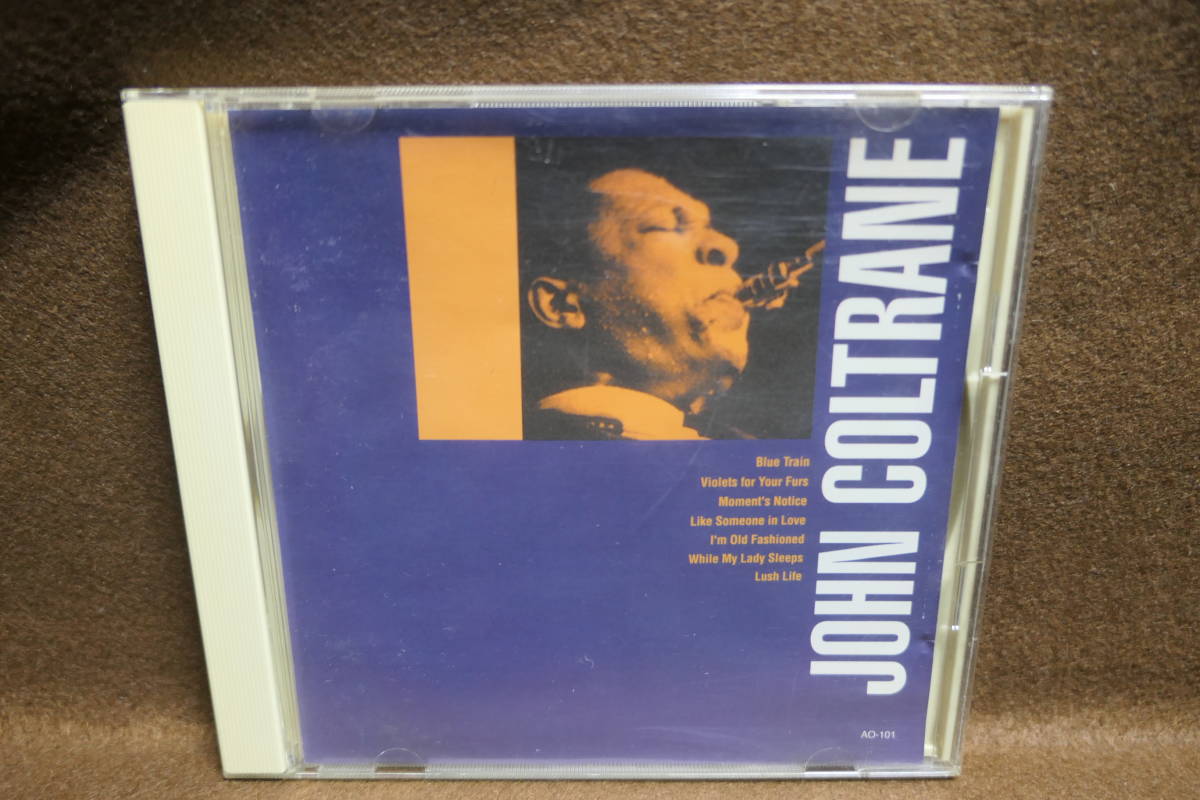 JOHN COLTRANE
Blue Train
Violets for Your Furs
Moment's Notice
Like Someone in Love
I'm Old Fashioned
While My Lady Sleeps
Lush Life
AO-101